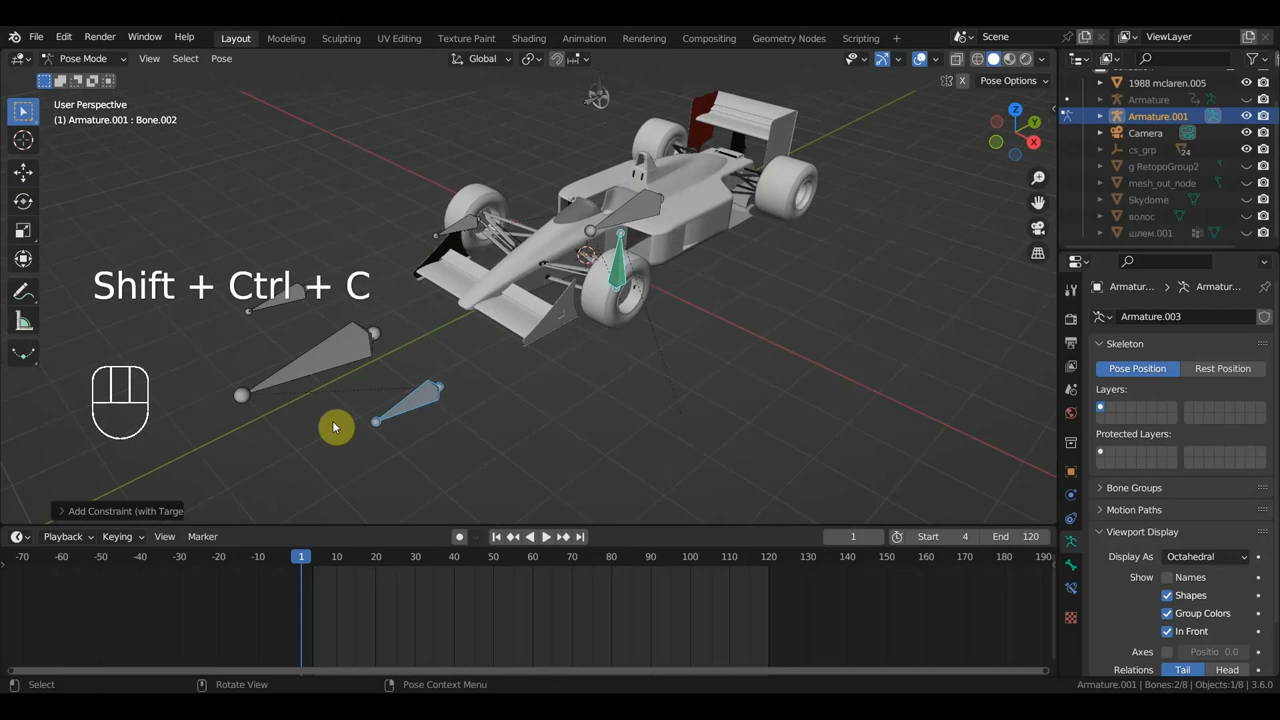 File Edit Render Window Help Layout Modeling Sculpting UV Editing Texture Paint Shading Animation Rendering Compositing Geometry Nodes Scripting + Scene ViewLayer
Pose Mode View Select Pose Global
X Pose Options
User Perspective
(1) Armature.001 : Bone.002
1988 mclaren.005
Armature
Armature.001
Camera
cs_grp 24
g RetopoGroup2
mesh_out_node
Skydome
волос
шлем.001
Z
Y
X
Shift + Ctrl + C
Armatur... Armatur...
Armature.003
Skeleton
Pose Position Rest Position
Layers:
Protected Layers:
Bone Groups
Motion Paths
Viewport Display
Display As Octahedral
Show Names
Shapes
Group Colors
In Front
Axes Positio 0.0
Relations Tail Head
Add Constraint (with Targe
Playback Keying View Marker 1 Start 4 End 120
-70 -60 -50 -40 -30 -20 -10 1 10 20 30 40 50 60 70 80 90 100 110 120 130 140 150 160 170 180 190
Select Rotate View Pose Context Menu Armature.001 | Bones:2/8 | Objects:1/8 | 3.6.0